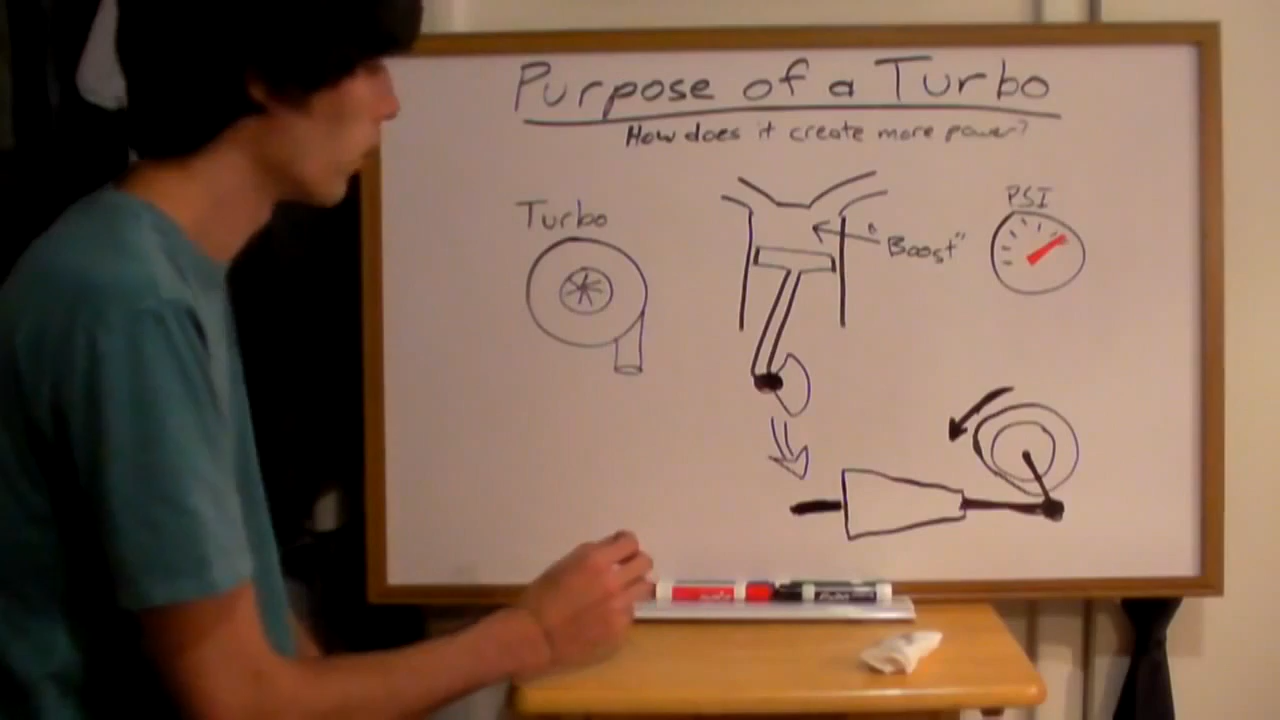 Purpose of a Turbo
How does it create more power?
Turbo
"Boost"
PSI